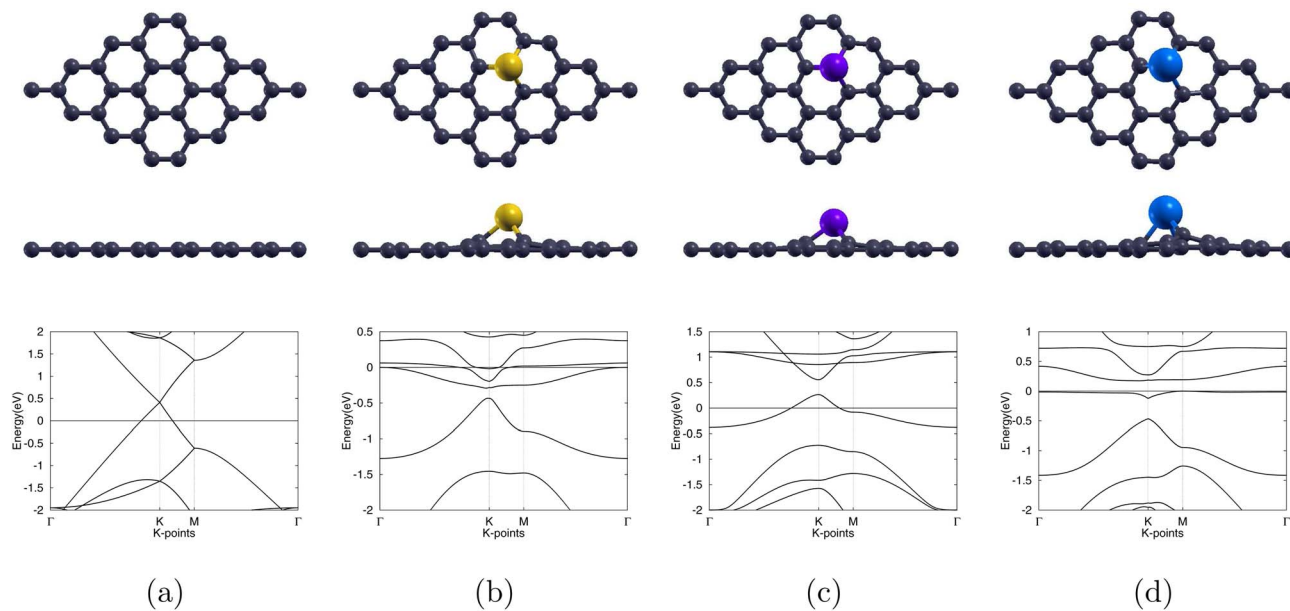 2
1.5
1
0.5
0
-0.5
-1
-1.5
-2
Energy(eV)
Γ K M Γ
K-points
0.5
0
-0.5
-1
-1.5
-2
Energy(eV)
Γ K M Γ
K-points
1.5
1
0.5
0
-0.5
-1
-1.5
-2
Energy(eV)
Γ K M Γ
K-points
1
0.5
0
-0.5
-1
-1.5
-2
Energy(eV)
Γ K M Γ
K-points
(a) (b) (c) (d)